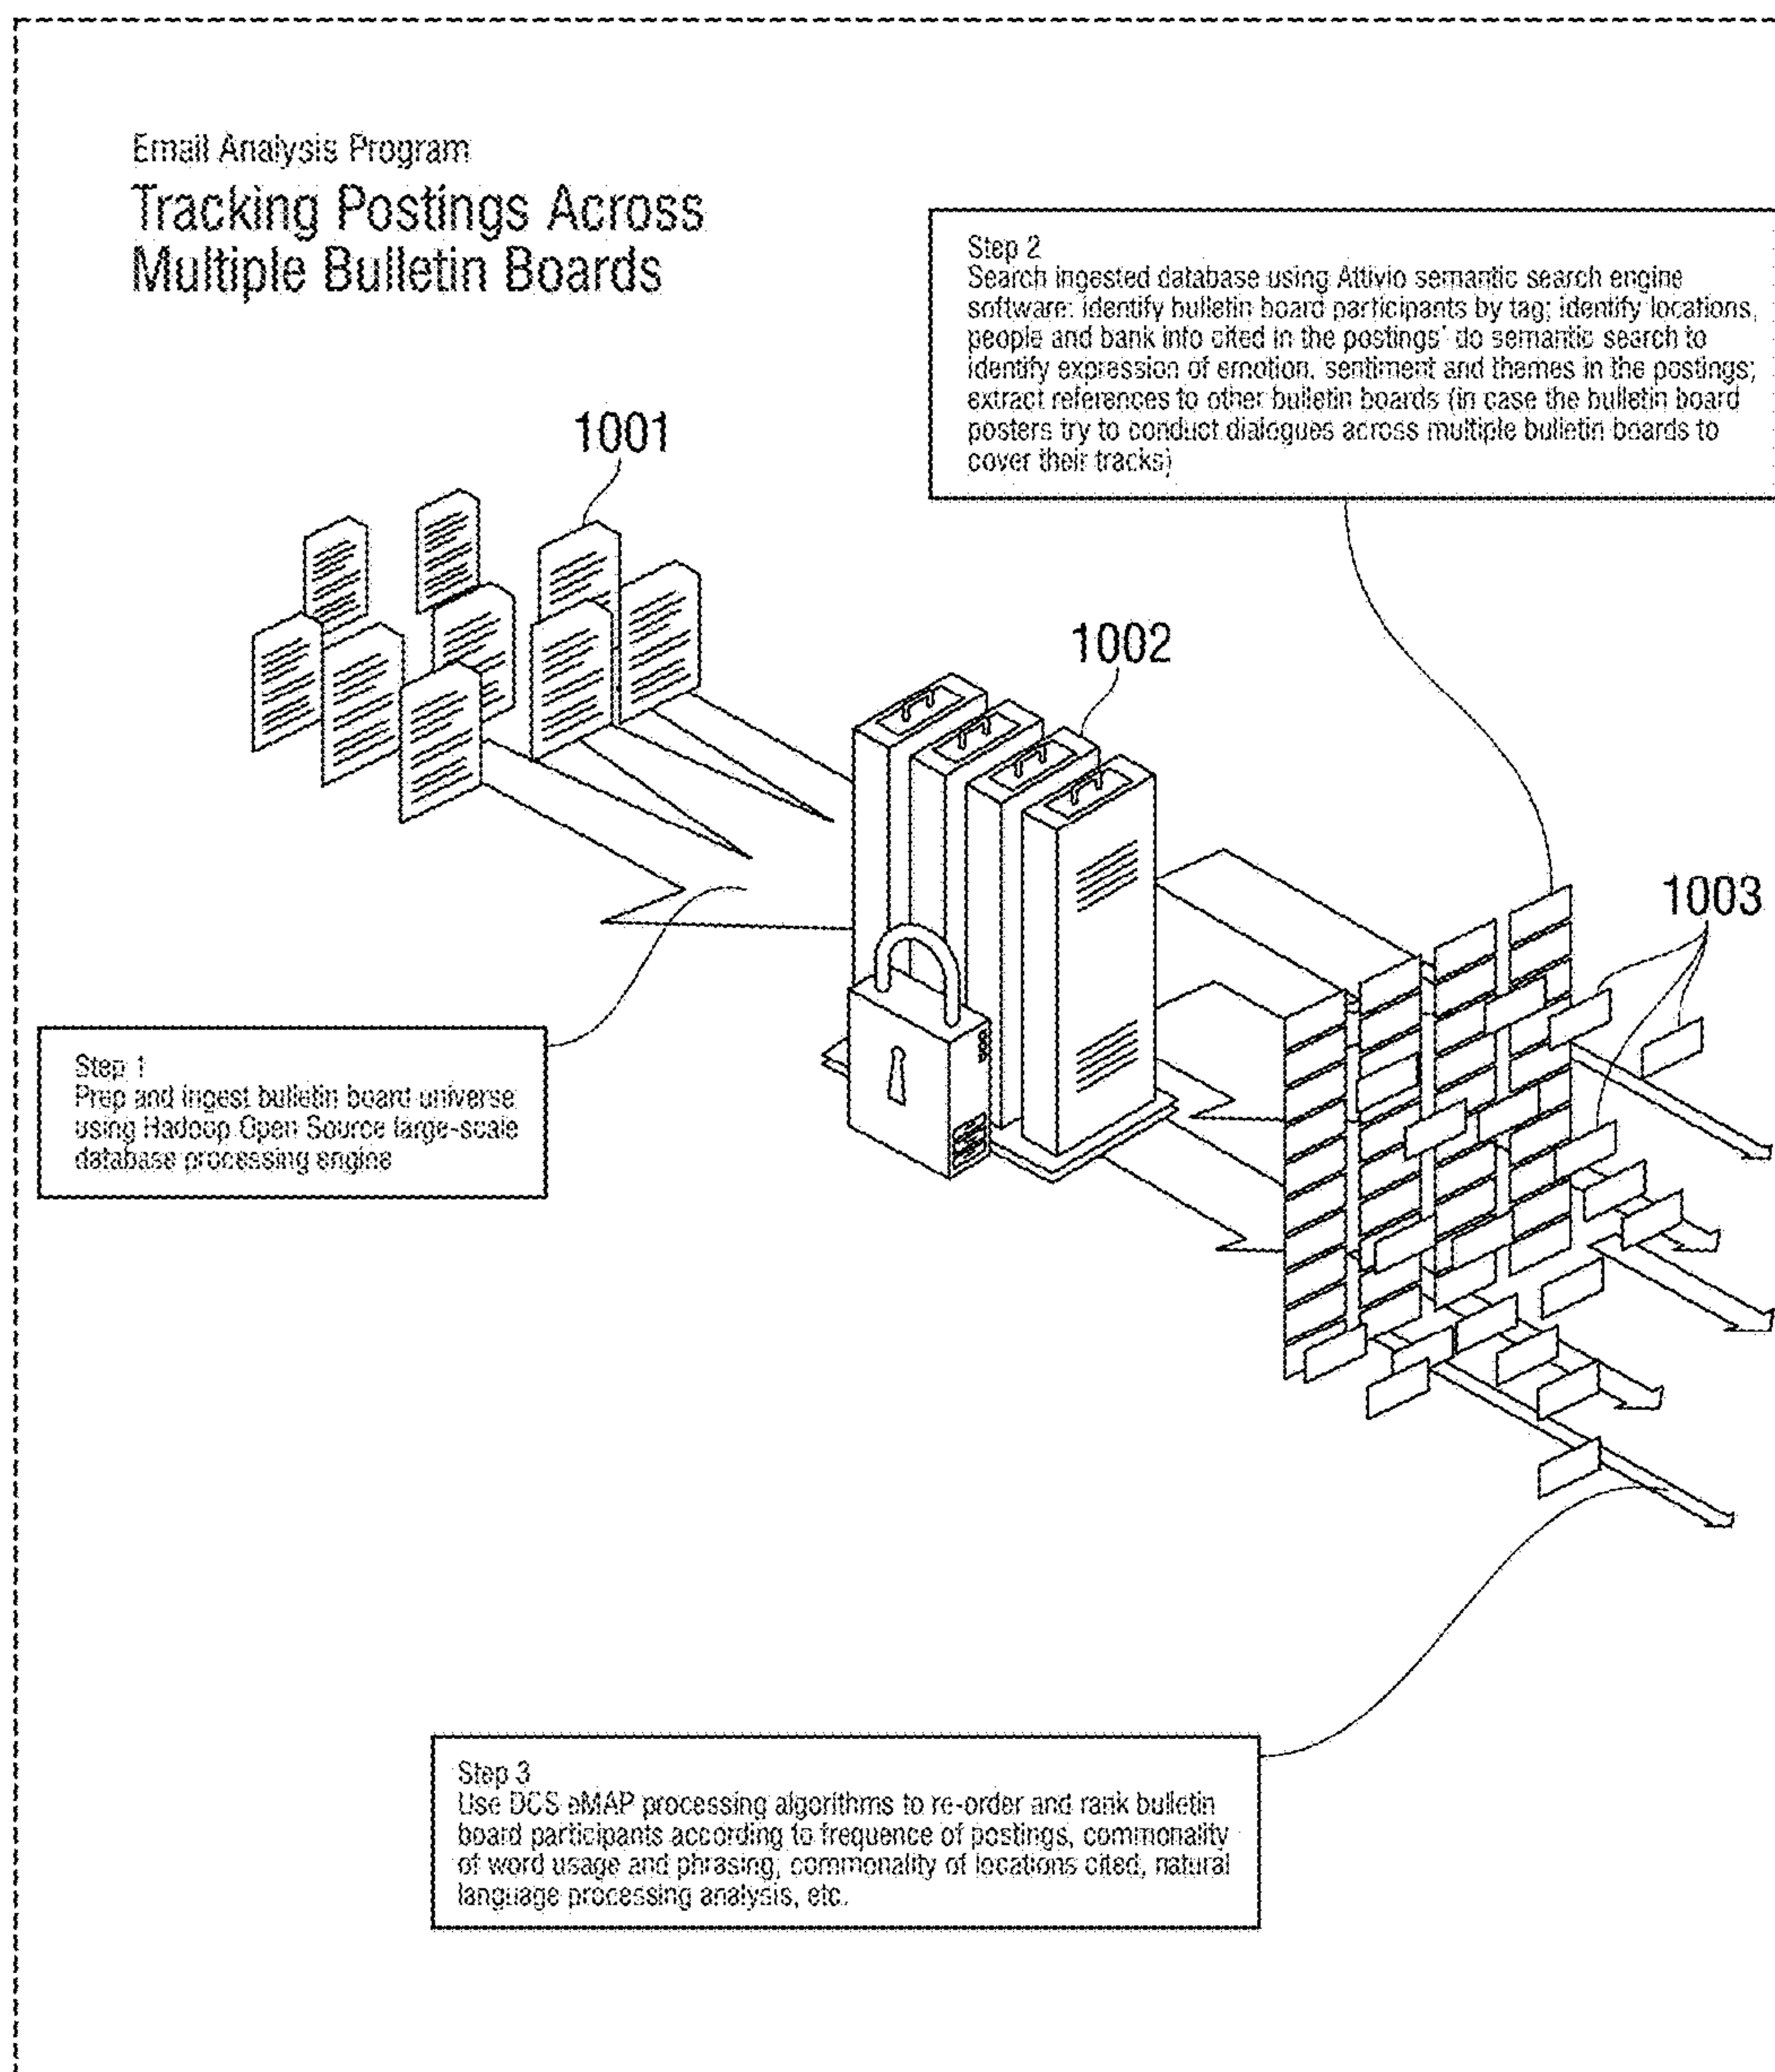 Email Analysis Program
Tracking Postings Across
Multiple Bulletin Boards
Step 2
Search ingested database using Attivio semantic search engine
software: identify bulletin board participants by tag; identify locations,
people and bank info cited in the postings' do semantic search to
identify expression of emotion, sentiment and themes in the postings;
extract references to other bulletin boards (in case the bulletin board
posters try to conduct dialogues across multiple bulletin boards to
cover their tracks)
1001
1002
1003
Step 1
Prep and ingest bulletin board universe
using Hadoop Open Source large-scale
database processing engine
Step 3
Use DCS eMAP processing algorithms to re-order and rank bulletin
board participants according to frequence of postings, commonality
of word usage and phrasing, commonality of locations cited, natural
language processing analysis, etc.